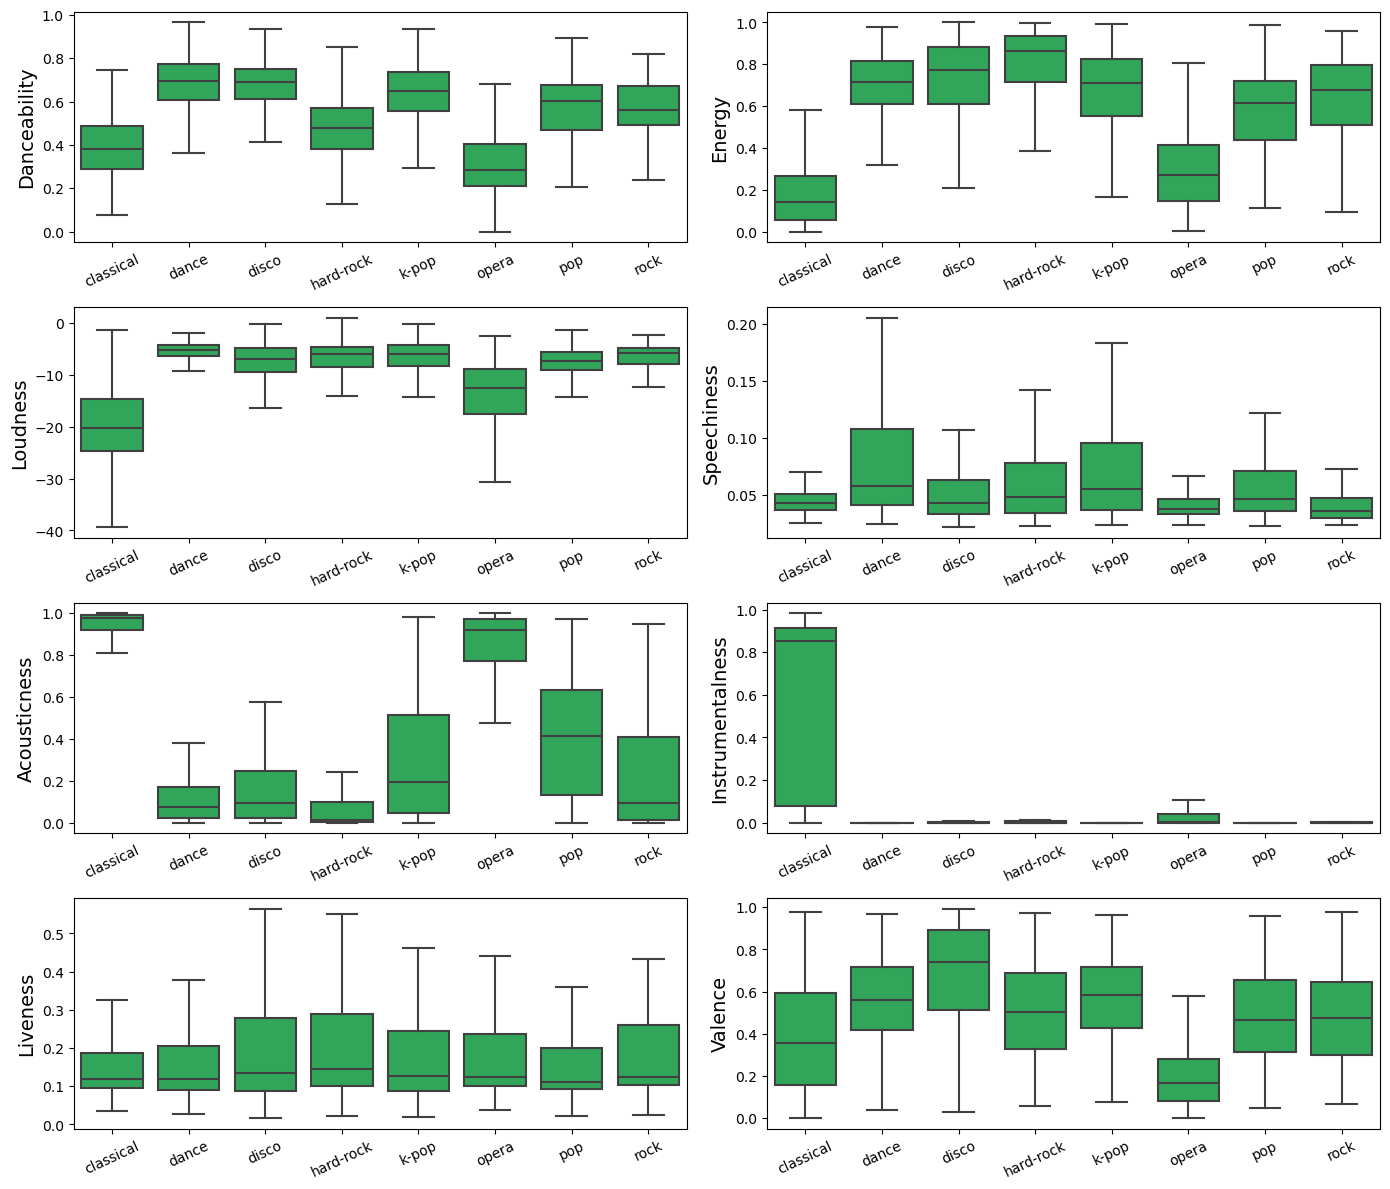 Danceability
1.0
0.8
0.6
0.4
0.2
0.0
classical dance disco hard-rock k-pop opera pop rock
Energy
1.0
0.8
0.6
0.4
0.2
0.0
classical dance disco hard-rock k-pop opera pop rock
Loudness
0
−10
−20
−30
−40
classical dance disco hard-rock k-pop opera pop rock
Speechiness
0.20
0.15
0.10
0.05
classical dance disco hard-rock k-pop opera pop rock
Acousticness
1.0
0.8
0.6
0.4
0.2
0.0
classical dance disco hard-rock k-pop opera pop rock
Instrumentalness
1.0
0.8
0.6
0.4
0.2
0.0
classical dance disco hard-rock k-pop opera pop rock
Liveness
0.5
0.4
0.3
0.2
0.1
0.0
classical dance disco hard-rock k-pop opera pop rock
Valence
1.0
0.8
0.6
0.4
0.2
0.0
classical dance disco hard-rock k-pop opera pop rock